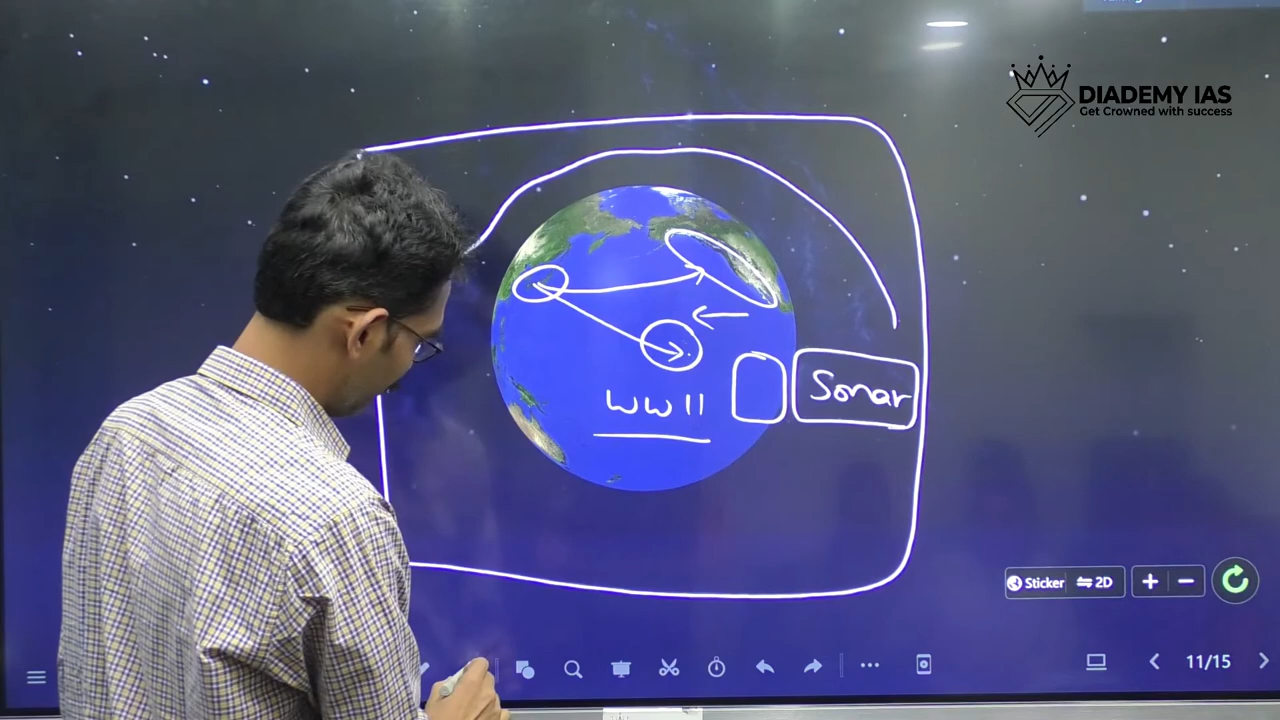 DIADEMY IAS
Get Crowned with success
WW II
Sonar
Sticker
2D
11/15